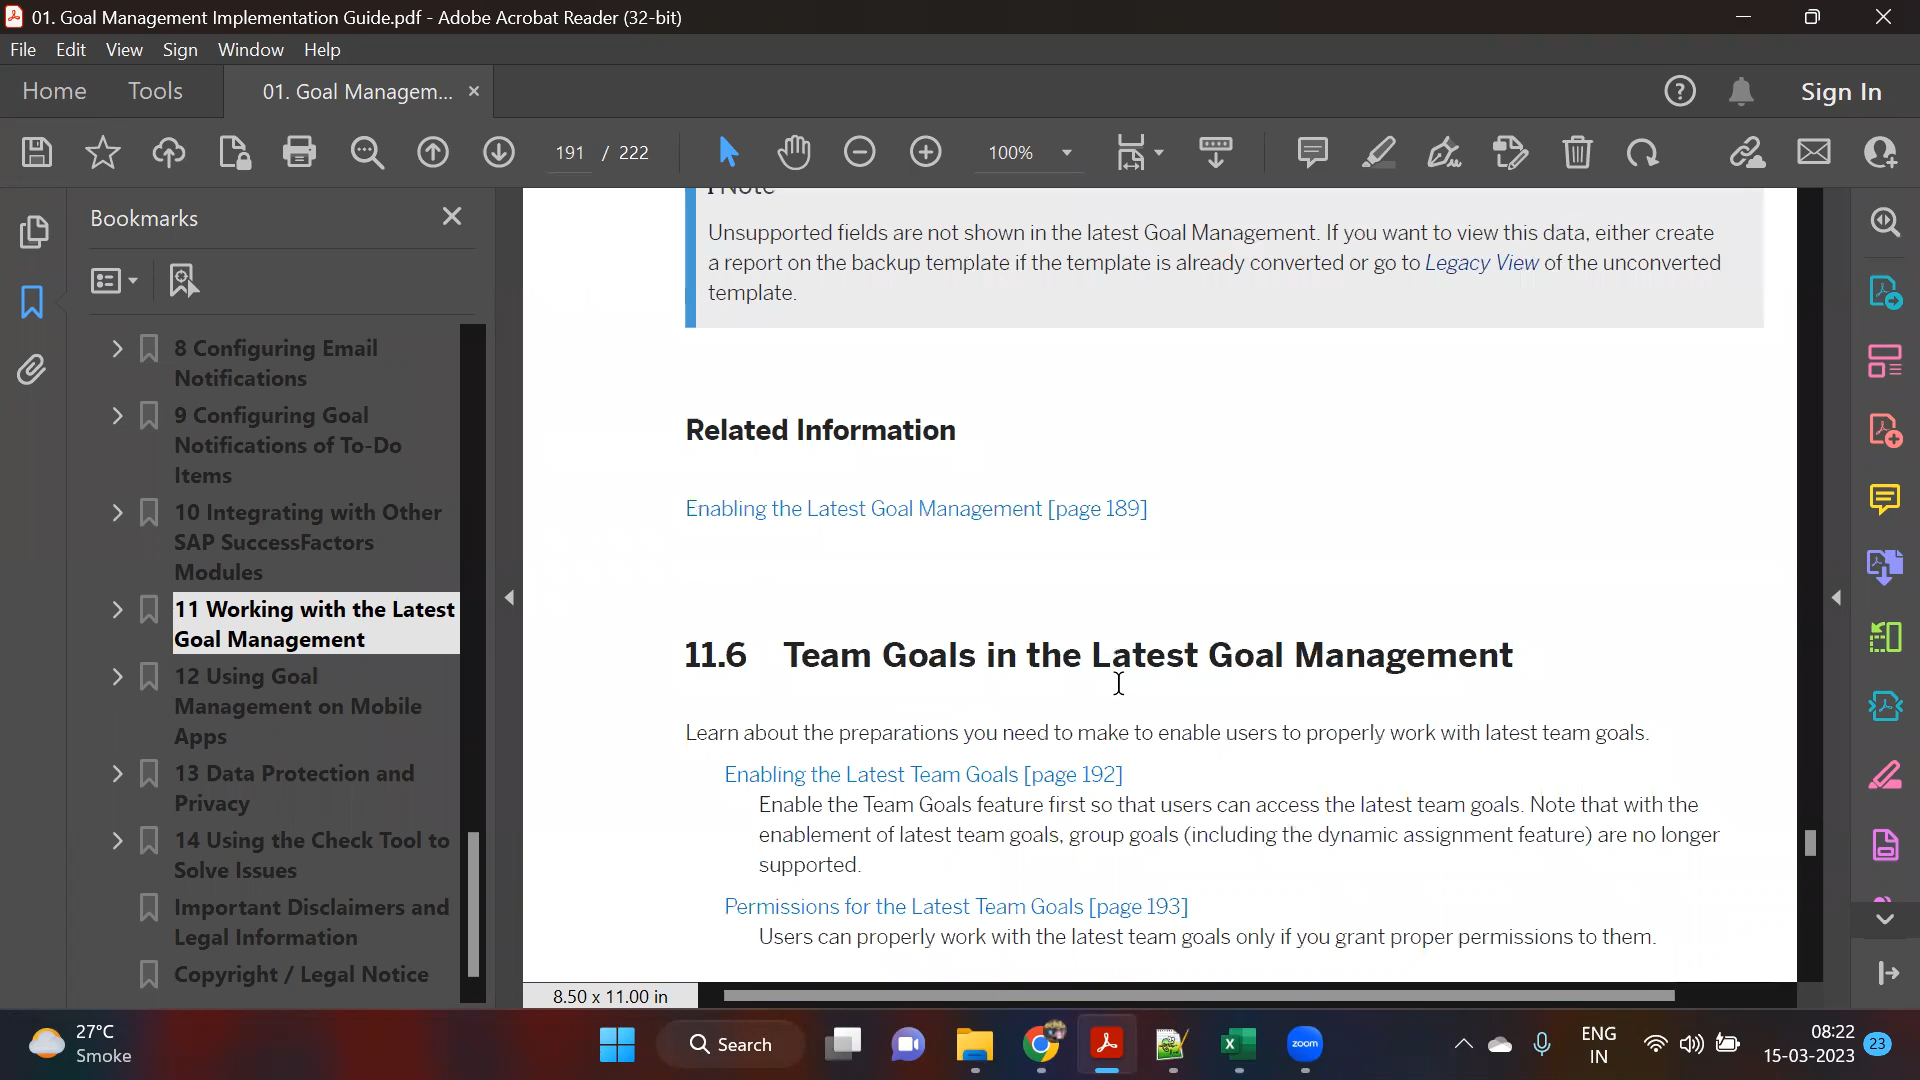 01. Goal Management Implementation Guide.pdf - Adobe Acrobat Reader (32-bit)
File Edit View Sign Window Help
Home Tools 01. Goal Managem... Sign In
191 / 222 100%
Bookmarks
8 Configuring Email
Notifications
9 Configuring Goal
Notifications of To-Do
Items
10 Integrating with Other
SAP SuccessFactors
Modules
11 Working with the Latest
Goal Management
12 Using Goal
Management on Mobile
Apps
13 Data Protection and
Privacy
14 Using the Check Tool to
Solve Issues
Important Disclaimers and
Legal Information
Copyright / Legal Notice
Note
Unsupported fields are not shown in the latest Goal Management. If you want to view this data, either create
a report on the backup template if the template is already converted or go to Legacy View of the unconverted
template.
Related Information
Enabling the Latest Goal Management [page 189]
11.6 Team Goals in the Latest Goal Management
Learn about the preparations you need to make to enable users to properly work with latest team goals.
Enabling the Latest Team Goals [page 192]
Enable the Team Goals feature first so that users can access the latest team goals. Note that with the
enablement of latest team goals, group goals (including the dynamic assignment feature) are no longer
supported.
Permissions for the Latest Team Goals [page 193]
Users can properly work with the latest team goals only if you grant proper permissions to them.
8.50 x 11.00 in
27°C
Smoke
Search
zoom
ENG
IN
08:22
15-03-2023
23